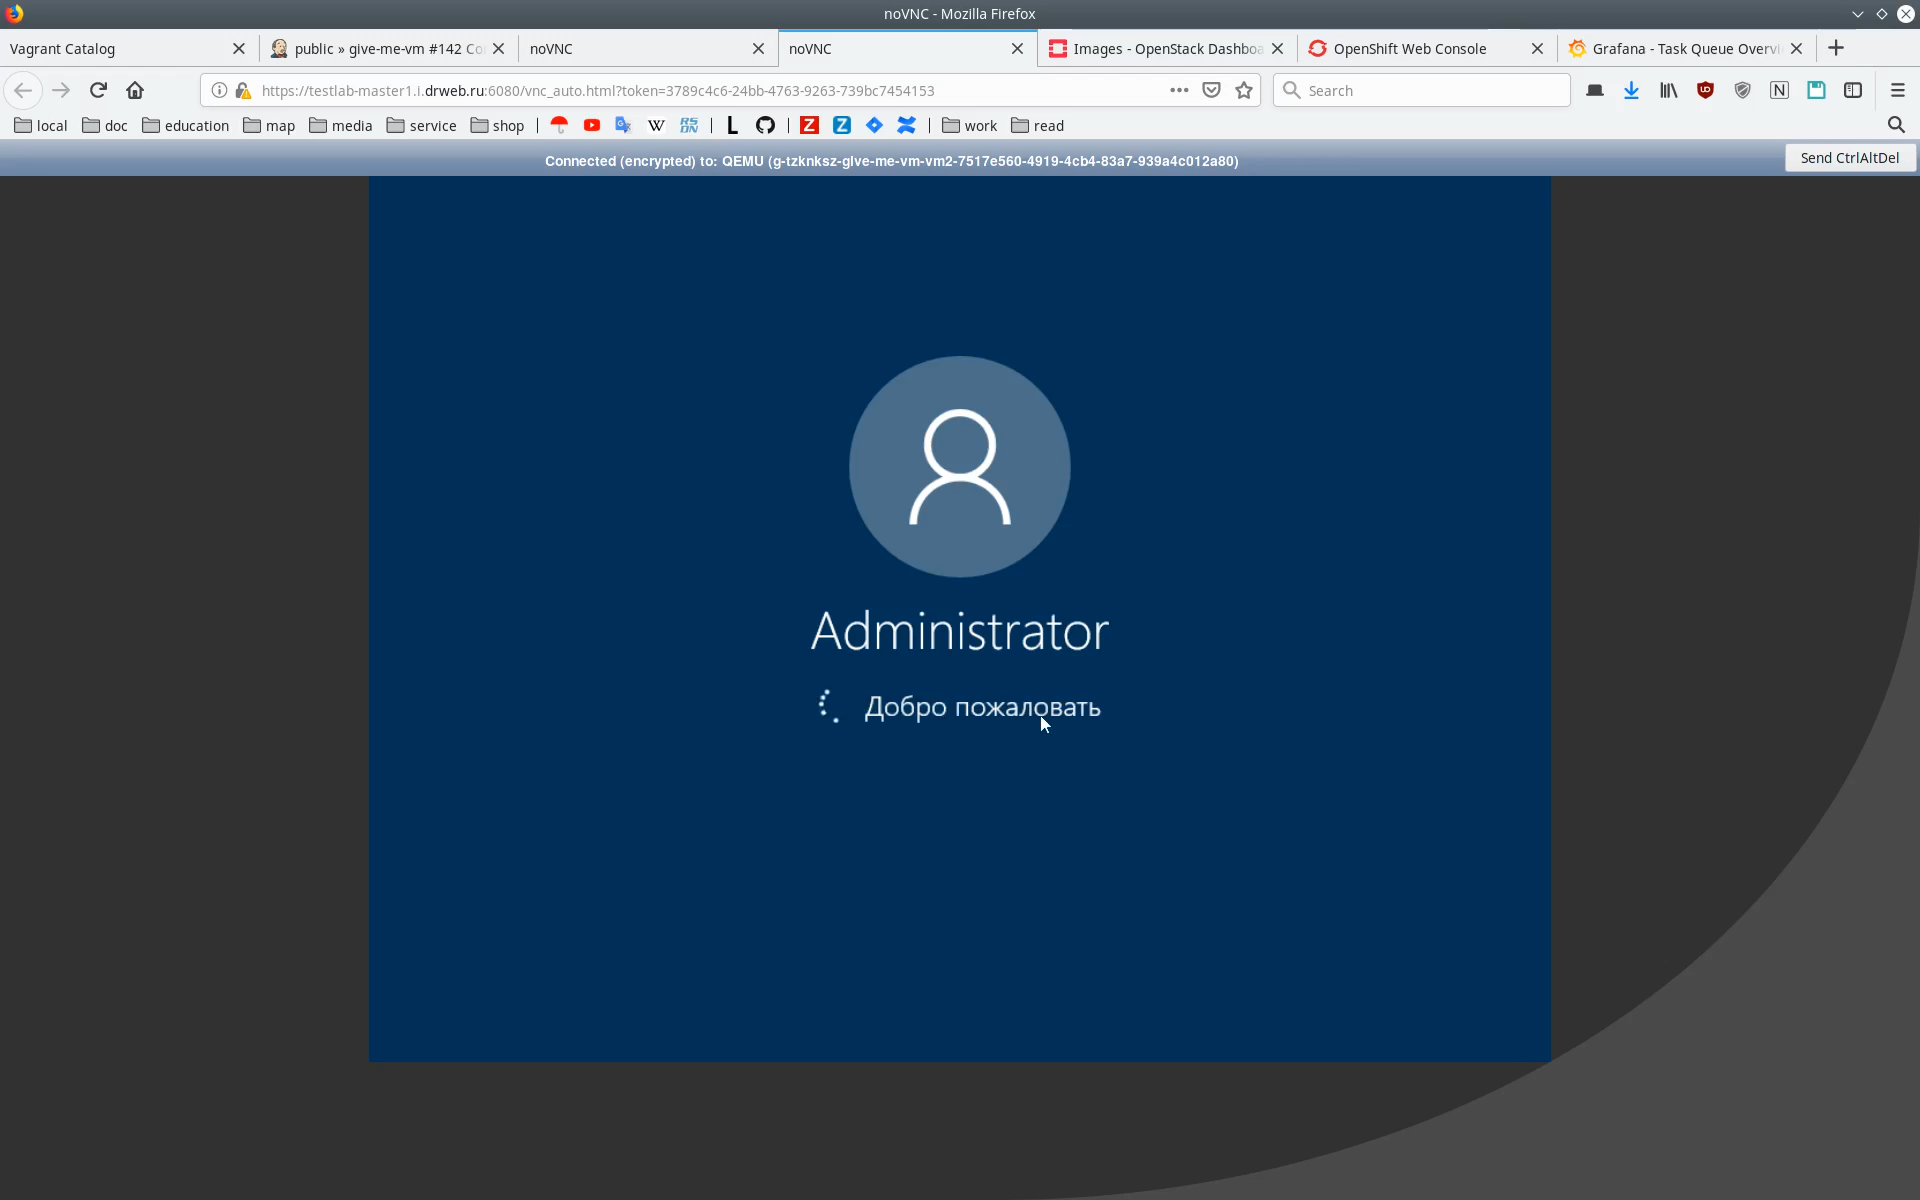 noVNC - Mozilla Firefox
Vagrant Catalog
public » give-me-vm #142 Co
noVNC
noVNC
Images - OpenStack Dashboa
OpenShift Web Console
Grafana - Task Queue Overvi
https://testlab-master1.i.drweb.ru:6080/vnc_auto.html?token=3789c4c6-24bb-4763-9263-739bc7454153
Search
local doc education map media service shop work read
Connected (encrypted) to: QEMU (g-tzknksz-give-me-vm-vm2-7517e560-4919-4cb4-83a7-939a4c012a80)
Send CtrlAltDel
Administrator
Добро пожаловать